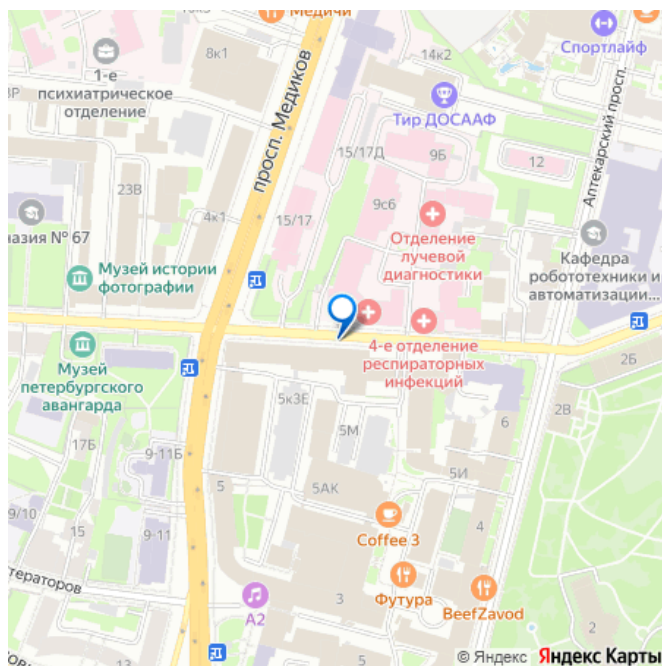 Медичи
Спортлайф
8к1
14к2
1-е
психиатрическое
отделение
просп. Медиков
Тир ДОСААФ
Аптекарский просп.
15/17Д
9Б
12
23В
9с6
4к1
15/17
Отделение
лучевой
диагностики
Кафедра
робототехники и
автоматизации...
назия № 67
Музей истории
фотографии
4-е отделение
респираторных
инфекций
Музей
петербургского
авангарда
2Б
2В
5к3Е
5М
6
17Б
9-11Б
5
5АК
5И
4
9/10
15
9-11
Coffee 3
тераторов
А2
3
Футура
BeefZavod
2
© Яндекс Яндекс Карты